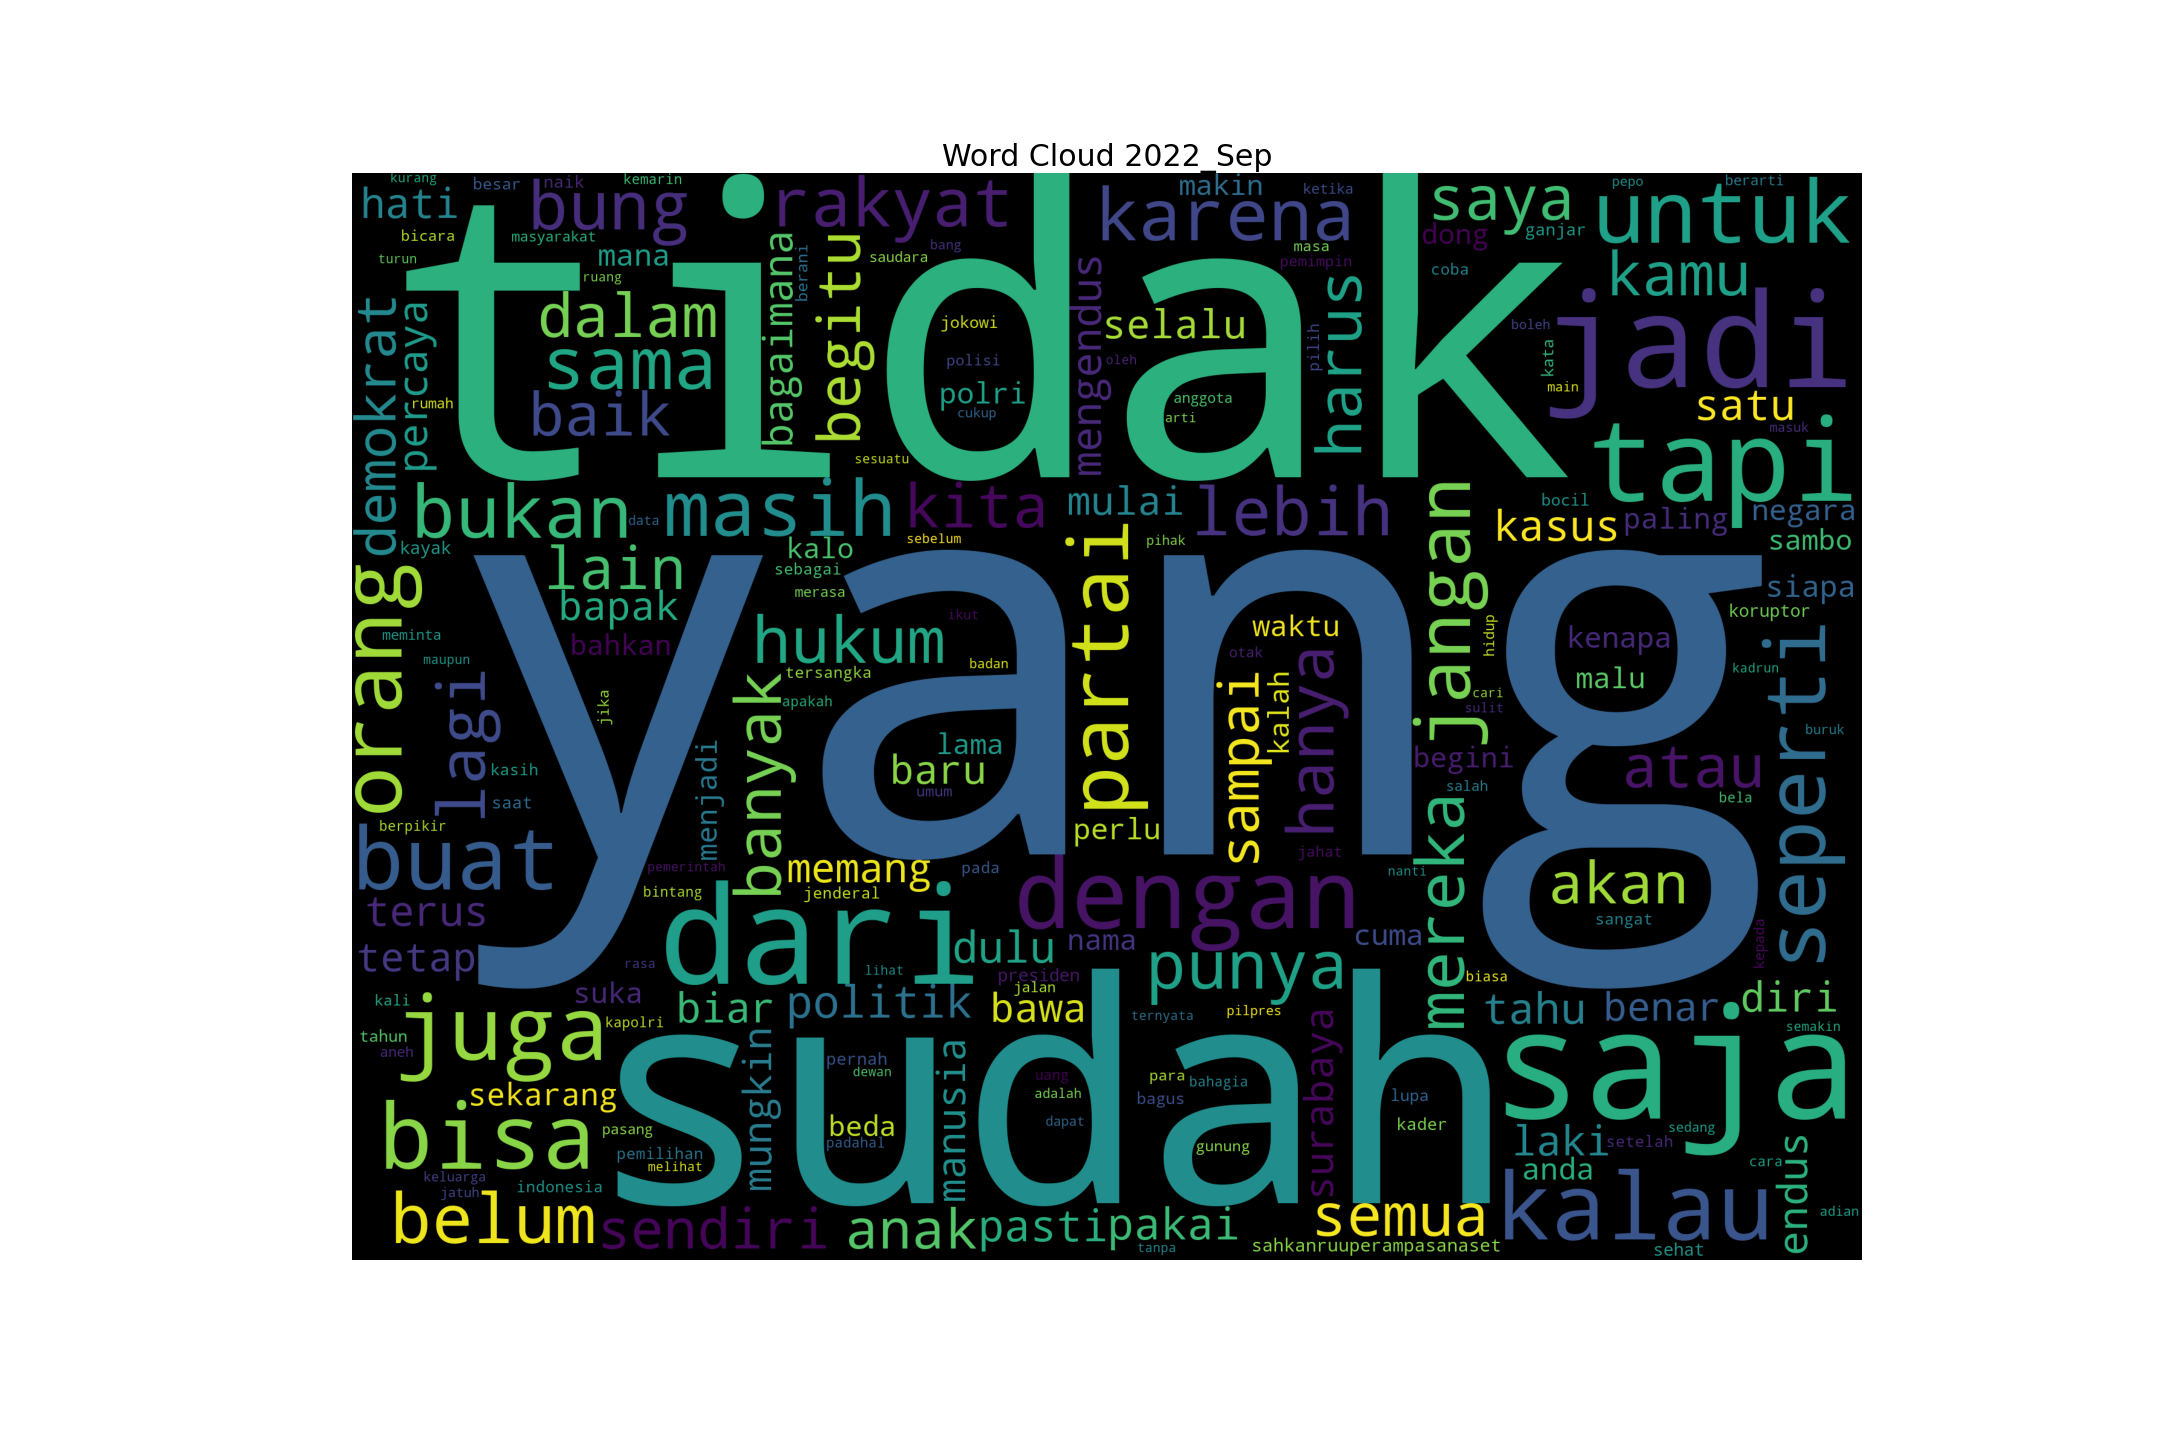 Word Cloud 2022_Sep
kurang
hati
besar
naik
bung
kemarin
rakyat
makin
karena
ketika
saya
pepo
berarti
untuk
bicara
masyarakat
turun
mana
ruang
tidak
bagaimana
berani
begitu
saudara
bang
masa
pemimpin
dong
ganjar
coba
kamu
demokrat
percaya
dalam
sama
baik
rumah
jokowi
polisi
polri
cukup
mengendus
selalu
oleh
anggota
arti
harus
pilih
boleh
kata
main
jadi
satu
masuk
tapi
sesuatu
bukan
data
masih
kita
mulai
lebih
jangan
bocil
kasus
paling
negara
sambo
kayak
lain
kalo
sebagai
merasa
sebelum
partai
pihak
siapa
koruptor
orang
bapak
bahkan
meminta
maupun
hukum
tersangka
apakah
ikut
badan
yang
waktu
otak
hidup
kenapa
malu
kadrun
seperti
lagi
jika
banyak
menjadi
lama
baru
umum
sampai
kalah
hanya
cari
sulit
begini
salah
atau
bela
buruk
kasih
saat
berpikir
buat
perlu
jahat
mereka
akan
sangat
pemerintah
bintang
memang
jenderal
pada
nanti
terus
tetap
dari
dengan
dulu
nama
cuma
kepada
rasa
lihat
presiden
jalan
punya
biasa
tahu
benar
diri
suka
kali
juga
kapolri
biar
politik
bawa
ternyata
pilpres
semakin
tahun
aneh
sekarang
sudah
mungkin
pernah
dewan
manusia
uang
adalah
dapat
para
bagus
bahagia
surabaya
lupa
kader
saja
bisa
pasang
pemilihan
melihat
beda
padahal
gunung
laki
setelah
sedang
anda
cara
endus
keluarga
jatuh
indonesia
belum
sendiri
anak
pasti
pakai
tanpa
semua
sahkanruuperampasanaset
kalau
sehat
adian